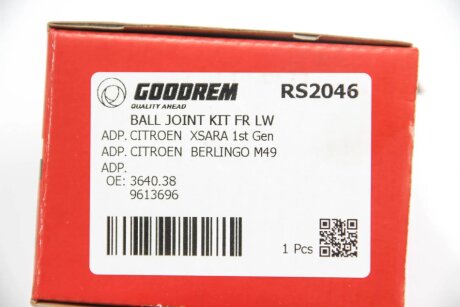 GOODREM RS2046
QUALITY AHEAD
BALL JOINT KIT FR LW
ADP. CITROEN XSARA 1st Gen
ADP. CITROEN BERLINGO M49
ADP.
OE: 3640.38
9613696
1 Pcs